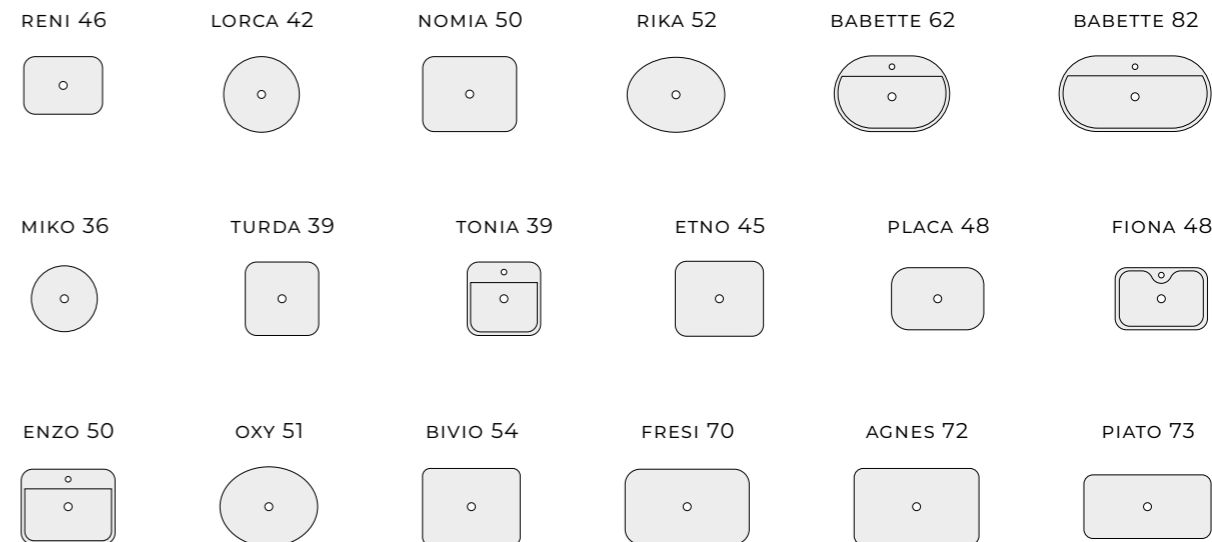 RENI 46
LORCA 42
NOMIA 50
RIKA 52
BABETTE 62
BABETTE 82
MIKO 36
TURDA 39
TONIA 39
ETNO 45
PLACA 48
FIONA 48
ENZO 50
OXY 51
BIVIO 54
FRESI 70
AGNES 72
PIATO 73